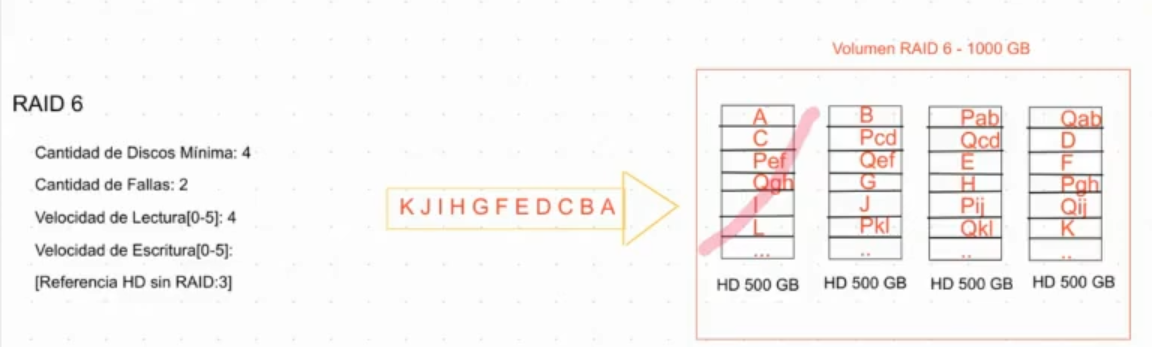 Volumen RAID 6 - 1000 GB
RAID 6
Cantidad de Discos Mínima: 4
Cantidad de Fallas: 2
Velocidad de Lectura[0-5]: 4
Velocidad de Escritura[0-5]:
[Referencia HD sin RAID:3]
K J I H G F E D C B A
A B Pab Qab
C Pcd Qcd D
Pef Qef E F
Qgh G H Pgh
I J Pij Qij
L Pkl Qkl K
... .. .. ..
HD 500 GB HD 500 GB HD 500 GB HD 500 GB